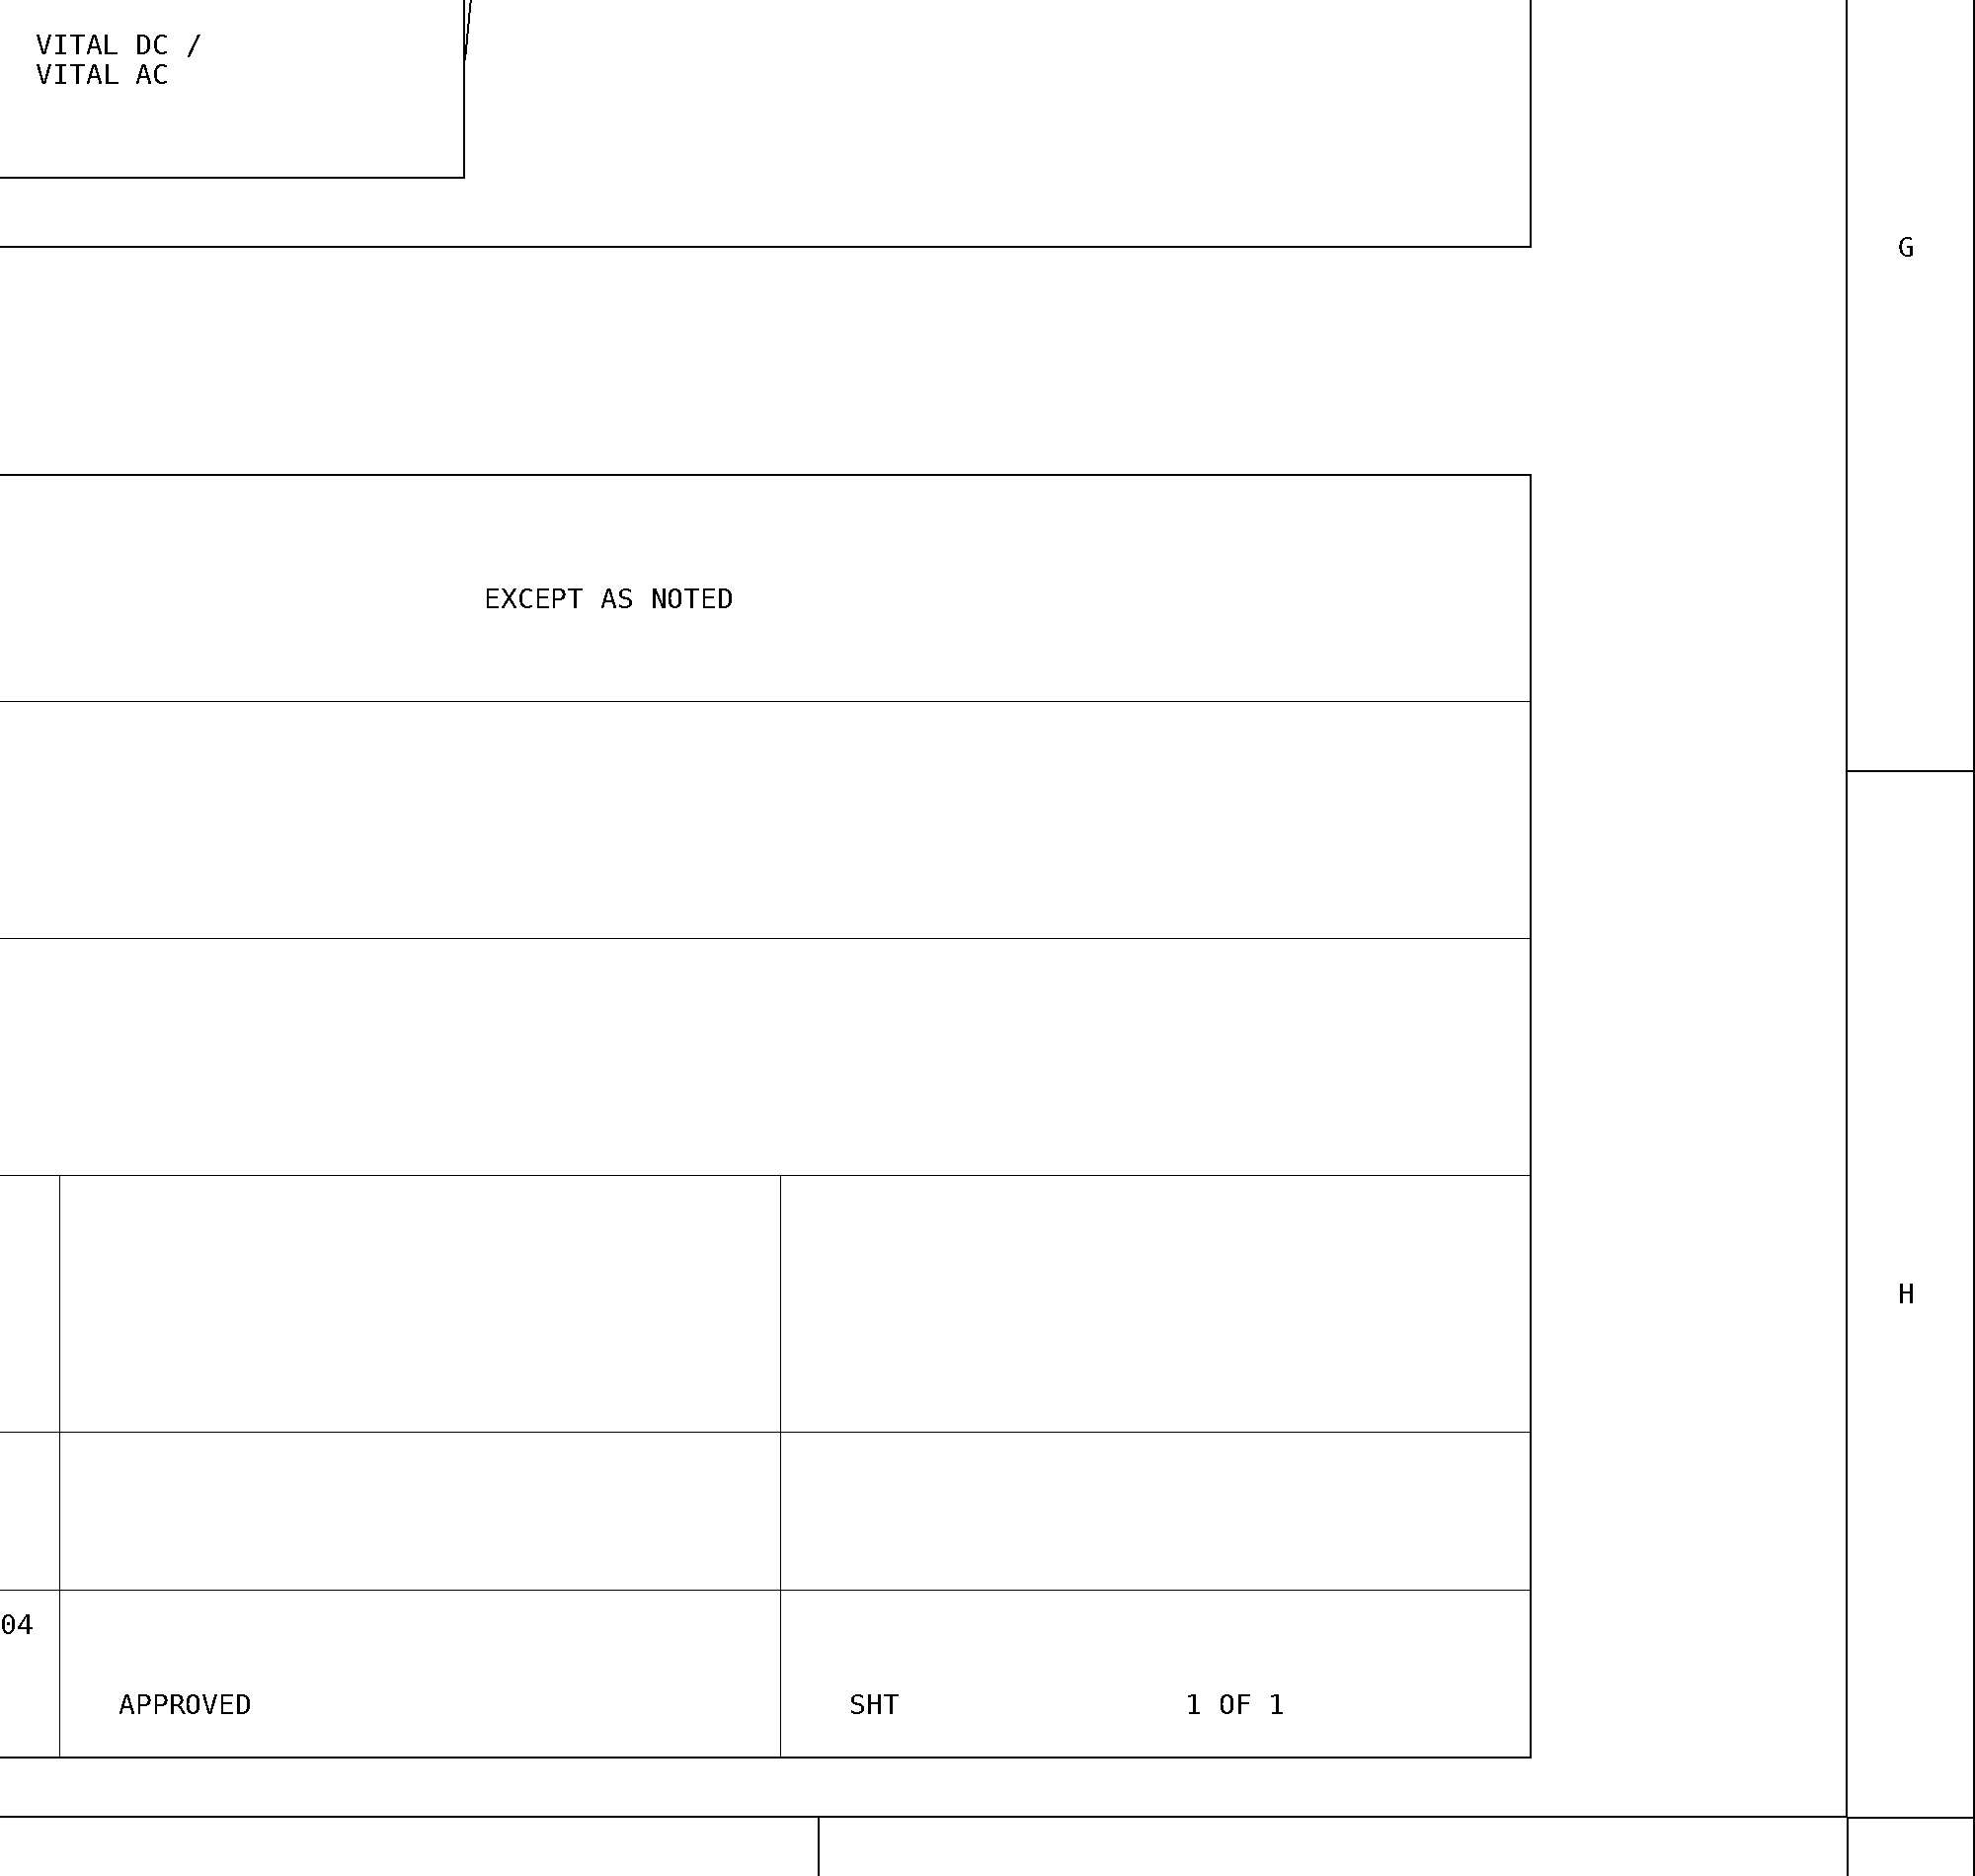 VITAL DC /
VITAL AC
G
EXCEPT AS NOTED
H
04
APPROVED
SHT 1 OF 1